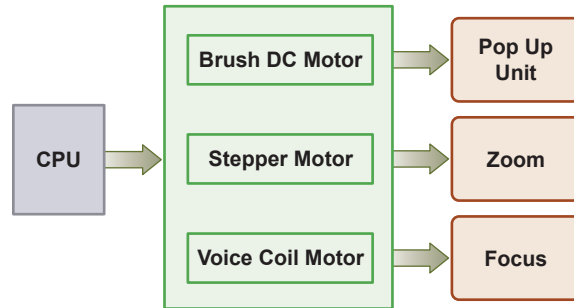 CPU
Brush DC Motor
Stepper Motor
Voice Coil Motor
Pop Up
Unit
Zoom
Focus